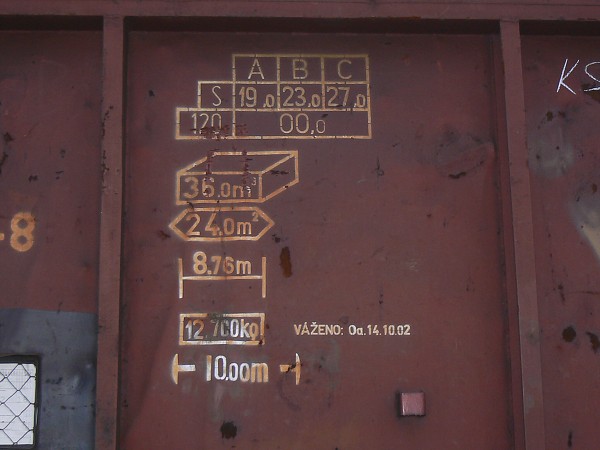 A B C
S 19,0 23,0 27,0
120 00,0
36.0m³
24.0m²
8.76m
12.700kg
VÁŽENO: Oa.14.10.02
10.00m
-8
KS